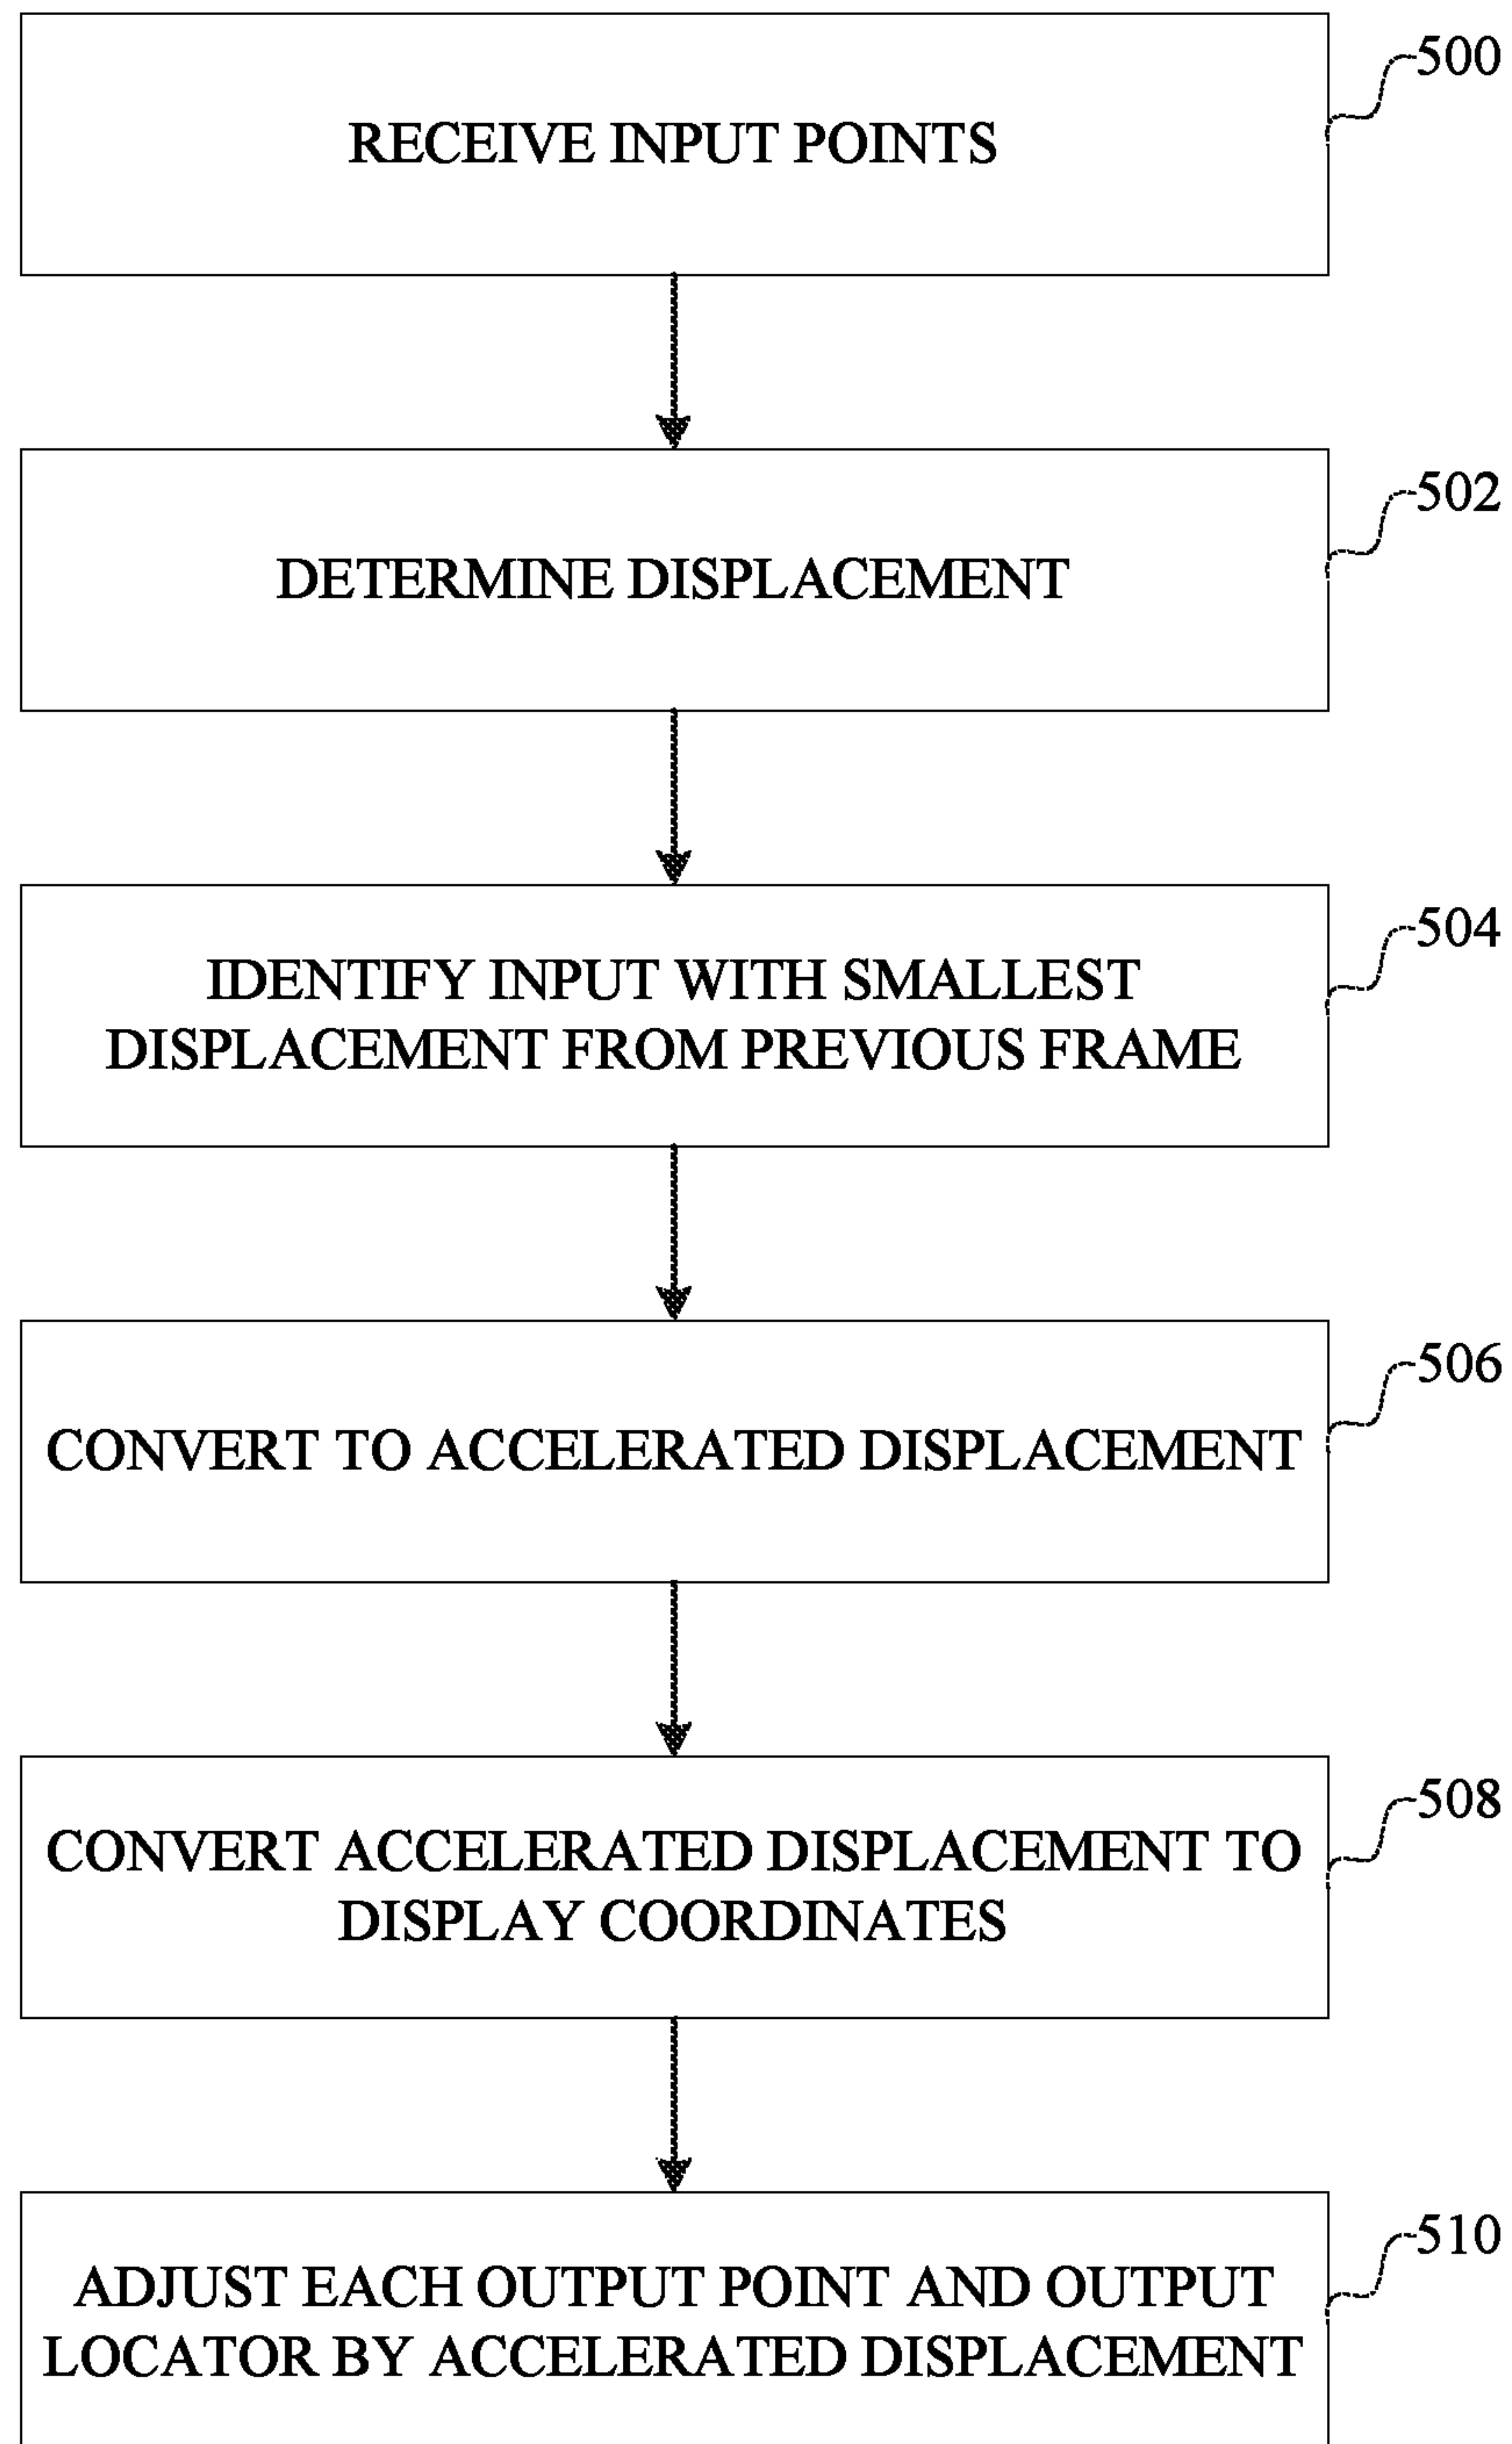 RECEIVE INPUT POINTS
500
DETERMINE DISPLACEMENT
502
IDENTIFY INPUT WITH SMALLEST
DISPLACEMENT FROM PREVIOUS FRAME
504
CONVERT TO ACCELERATED DISPLACEMENT
506
CONVERT ACCELERATED DISPLACEMENT TO
DISPLAY COORDINATES
508
ADJUST EACH OUTPUT POINT AND OUTPUT
LOCATOR BY ACCELERATED DISPLACEMENT
510